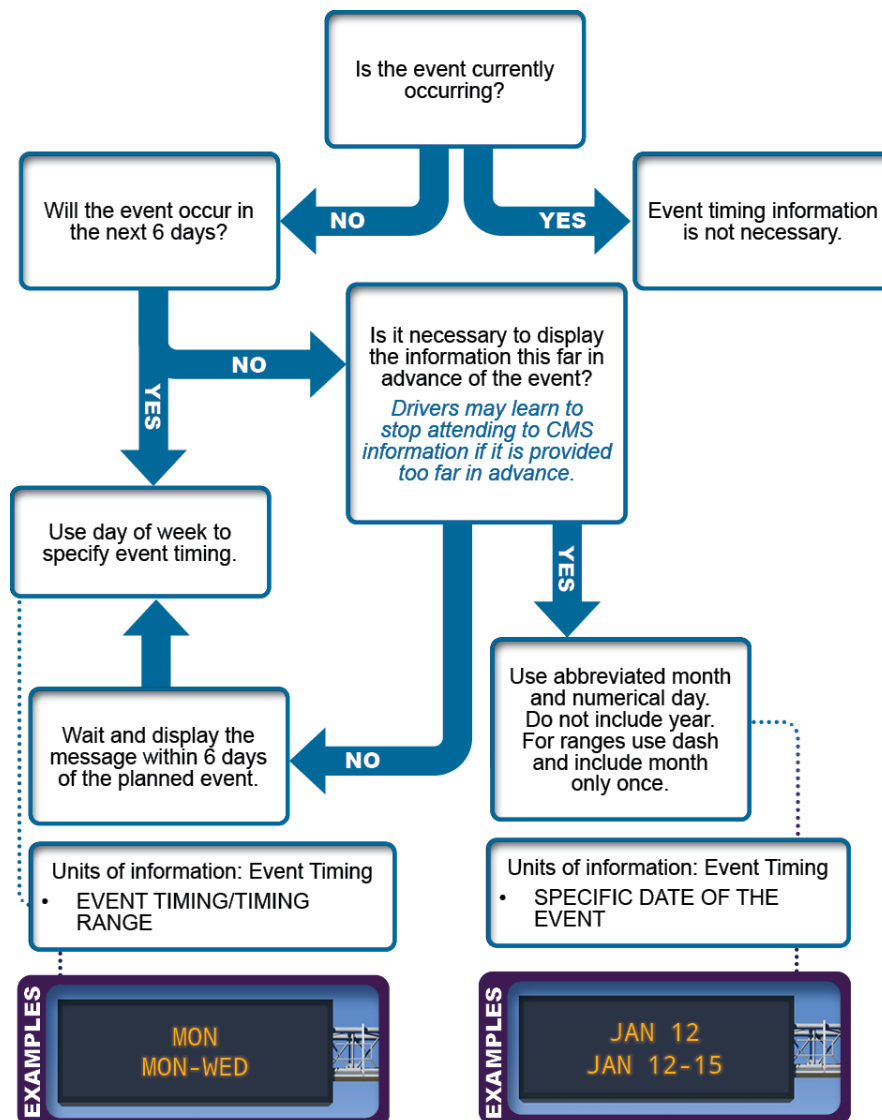 Is the event currently
occurring?
Will the event occur in
the next 6 days?
NO
YES
Event timing information
is not necessary.
Is it necessary to display
the information this far in
advance of the event?
Drivers may learn to
stop attending to CMS
information if it is provided
too far in advance.
NO
YES
Use day of week to
specify event timing.
YES
Use abbreviated month
and numerical day.
Do not include year.
For ranges use dash
and include month
only once.
Wait and display the
message within 6 days
of the planned event.
NO
Units of information: Event Timing
• EVENT TIMING/TIMING
RANGE
Units of information: Event Timing
• SPECIFIC DATE OF THE
EVENT
EXAMPLES
MON
MON-WED
EXAMPLES
JAN 12
JAN 12-15